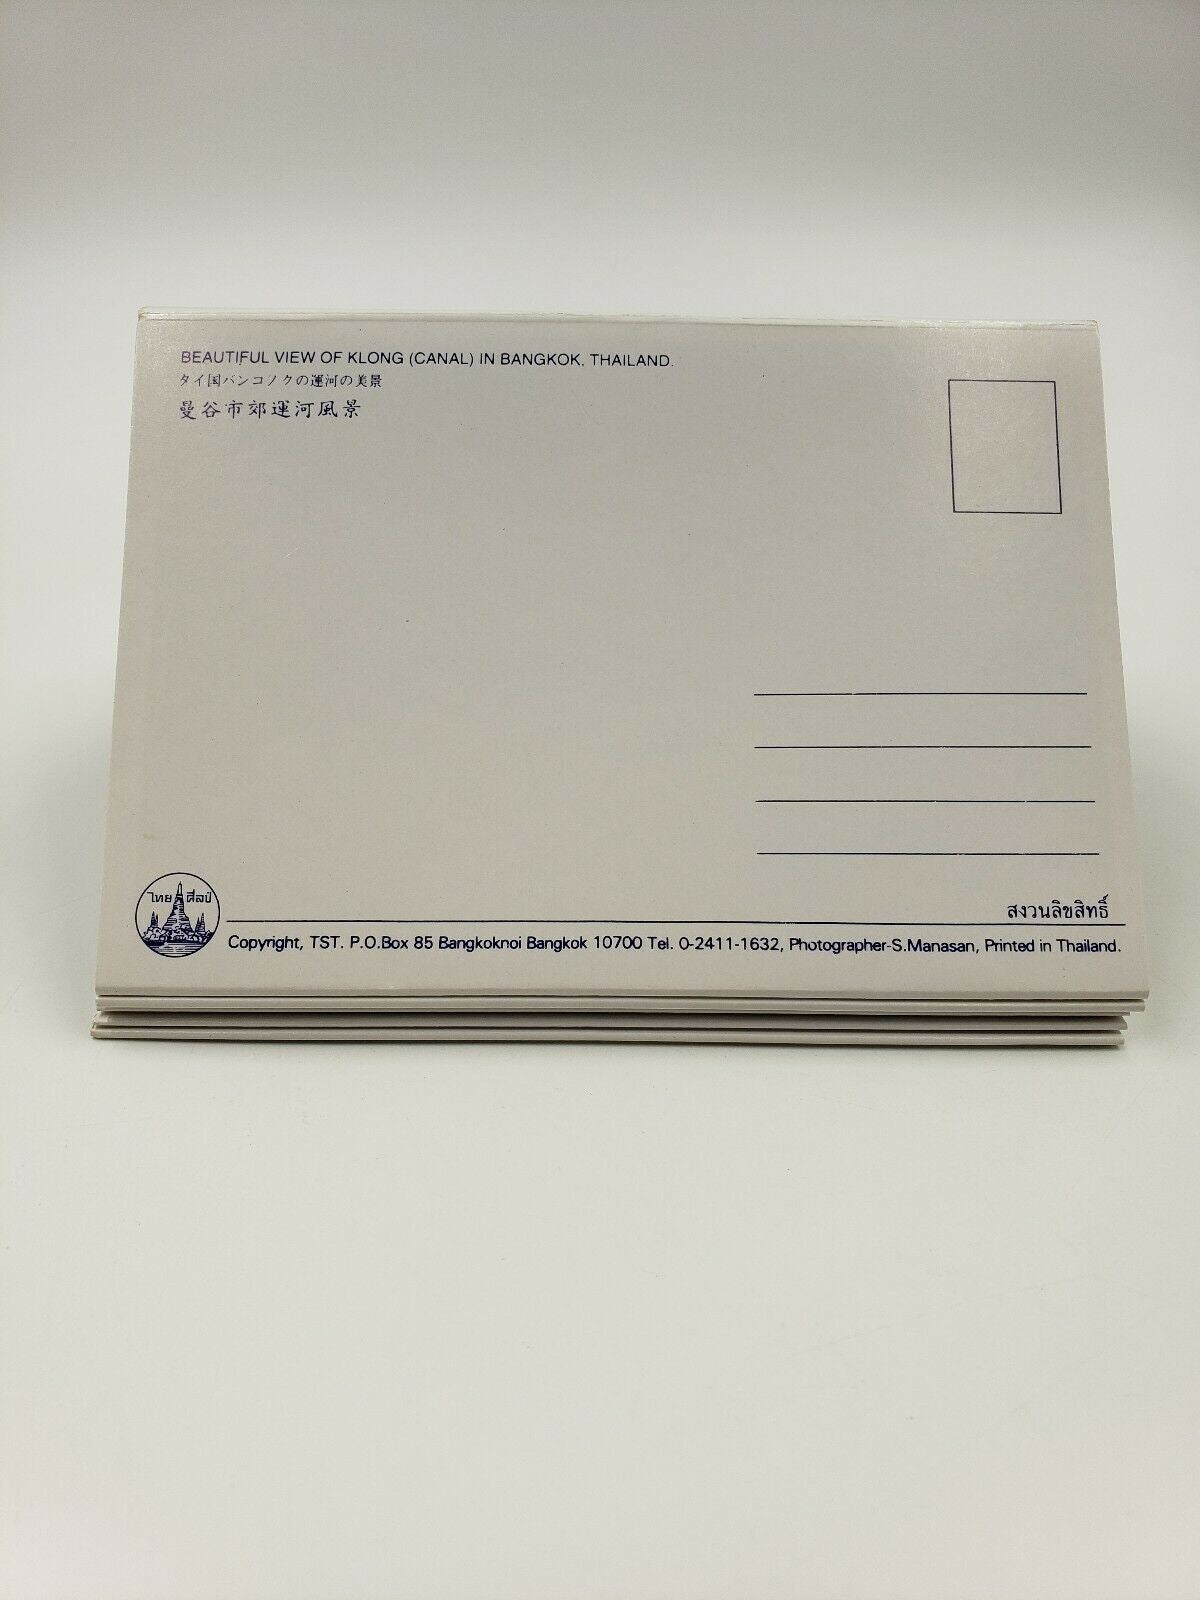 BEAUTIFUL VIEW OF KLONG (CANAL) IN BANGKOK, THAILAND.
タイ国バンコノクの運河の美景
曼谷市郊運河風景
ไทย ศิลป์
สงวนลิขสิทธิ์
Copyright, TST. P.O.Box 85 Bangkoknoi Bangkok 10700 Tel. 0-2411-1632, Photographer-S.Manasan, Printed in Thailand.